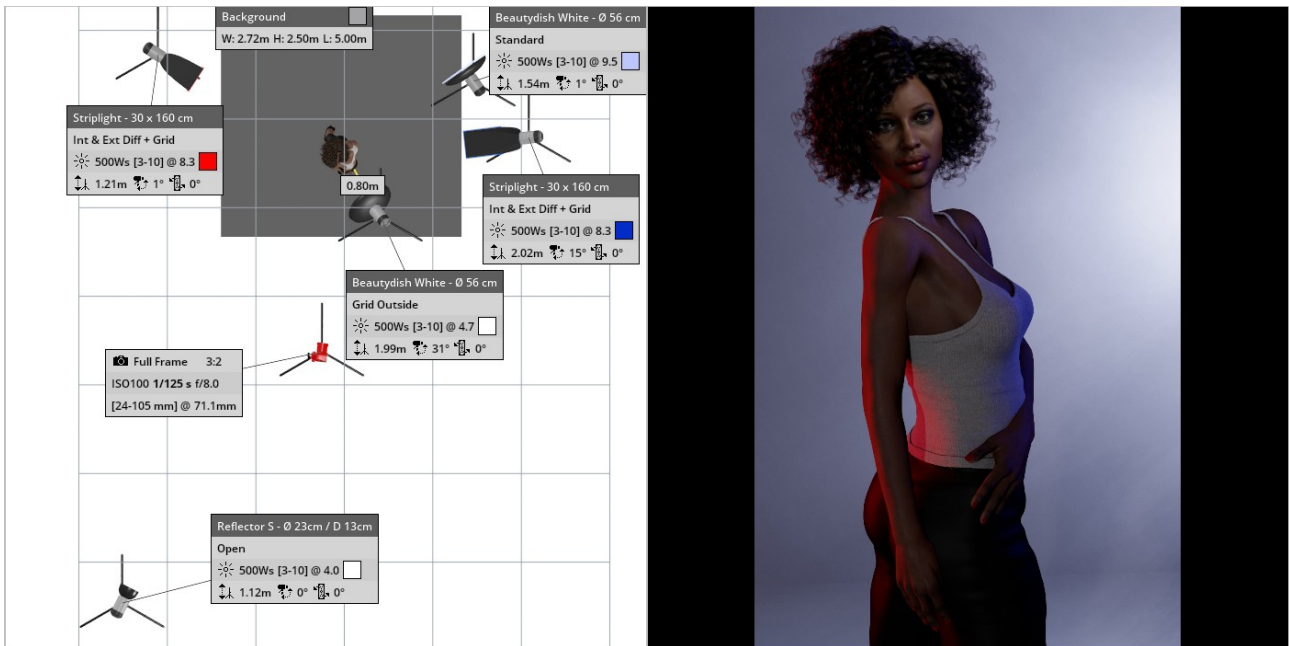 Background
W: 2.72m H: 2.50m L: 5.00m
Beautydish White - Ø 56 cm
Standard
500Ws [3-10] @ 9.5
1.54m 1° 0°
Striplight - 30 x 160 cm
Int & Ext Diff + Grid
500Ws [3-10] @ 8.3
1.21m 1° 0°
0.80m
Striplight - 30 x 160 cm
Int & Ext Diff + Grid
500Ws [3-10] @ 8.3
2.02m 15° 0°
Beautydish White - Ø 56 cm
Grid Outside
500Ws [3-10] @ 4.7
1.99m 31° 0°
Full Frame 3:2
ISO100 1/125 s f/8.0
[24-105 mm] @ 71.1mm
Reflector S - Ø 23cm / D 13cm
Open
500Ws [3-10] @ 4.0
1.12m 0° 0°